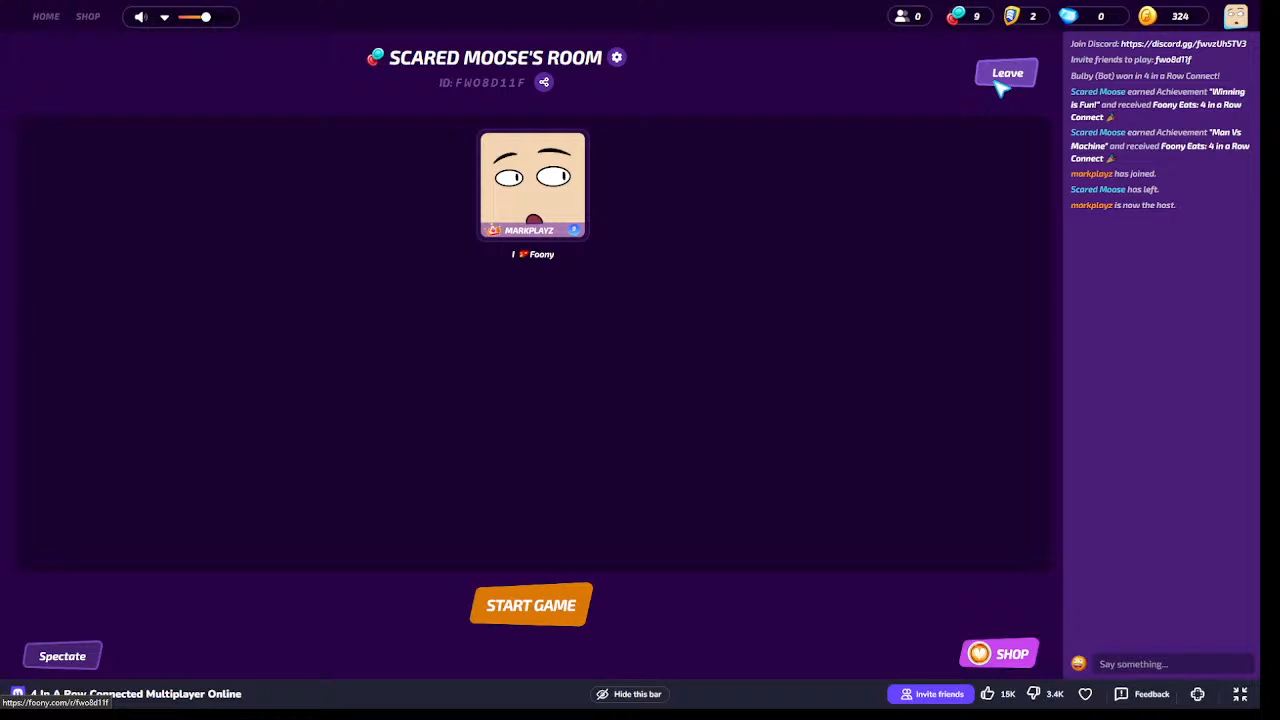 HOME SHOP
0 9 2 0 324
SCARED MOOSE'S ROOM
ID: FWO8D11F
Leave
MARKPLAYZ
I Foony
START GAME
Spectate
SHOP
Join Discord: https://discord.gg/fwvzUh5TV3
Invite friends to play: fwo8d11f
Bulby (Bot) won in 4 in a Row Connect!
Scared Moose earned Achievement "Winning
is Fun!" and received Foony Eats: 4 in a Row
Connect
Scared Moose earned Achievement "Man Vs
Machine" and received Foony Eats: 4 in a Row
Connect
markplayz has joined.
Scared Moose has left.
markplayz is now the host.
Say something...
4 In A Row Connected Multiplayer Online
Hide this bar
Invite friends
15K
3.4K
Feedback
https://foony.com/r/fwo8d11f